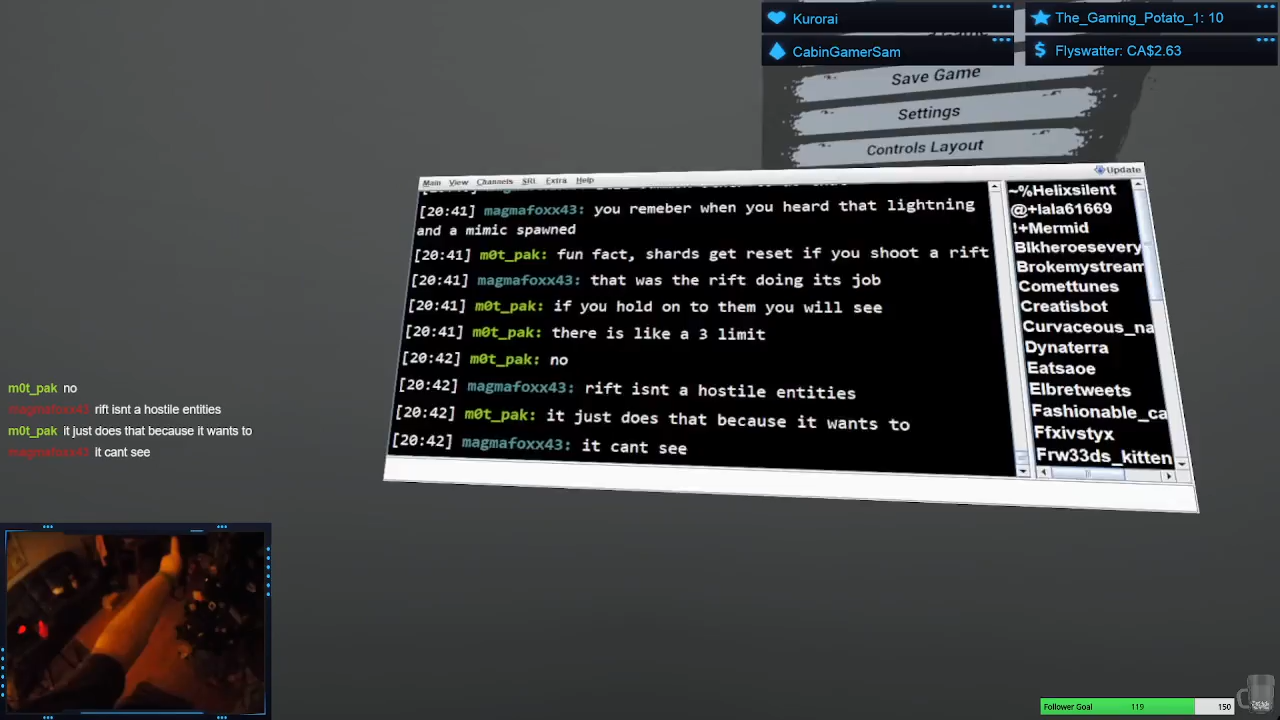 Kurorai
The_Gaming_Potato_1: 10
CabinGamerSam
Flyswatter: CA$2.63
Save Game
Settings
Controls Layout
Main View Channels SRL Extra Help
Update
[20:41] magmafoxx43: you remeber when you heard that lightning
and a mimic spawned
[20:41] m0t_pak: fun fact, shards get reset if you shoot a rift
[20:41] magmafoxx43: that was the rift doing its job
[20:41] m0t_pak: if you hold on to them you will see
[20:41] m0t_pak: there is like a 3 limit
[20:42] m0t_pak: no
[20:42] magmafoxx43: rift isnt a hostile entities
[20:42] m0t_pak: it just does that because it wants to
[20:42] magmafoxx43: it cant see
~%Helixsilent
@+lala61669
!+Mermid
Blkheroesevery
Brokemystream
Comettunes
Creatisbot
Curvaceous_na
Dynaterra
Eatsaoe
Elbretweets
Fashionable_ca
Ffxivstyx
Frw33ds_kitten
m0t_pak no
magmafoxx43 rift isnt a hostile entities
m0t_pak it just does that because it wants to
magmafoxx43 it cant see
Follower Goal 119 150